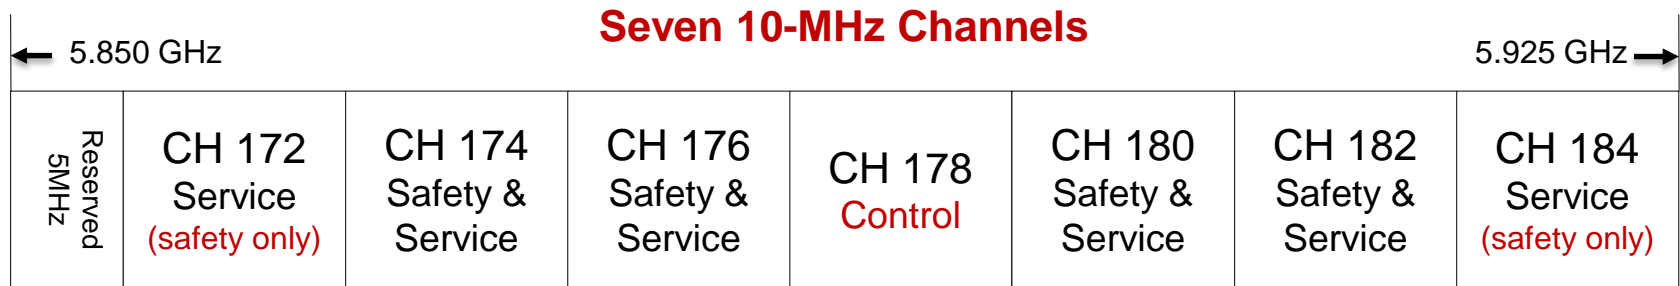 Seven 10-MHz Channels
5.850 GHz
5.925 GHz
Reserved
5MHz
CH 172
Service
(safety only)
CH 174
Safety &
Service
CH 176
Safety &
Service
CH 178
Control
CH 180
Safety &
Service
CH 182
Safety &
Service
CH 184
Service
(safety only)